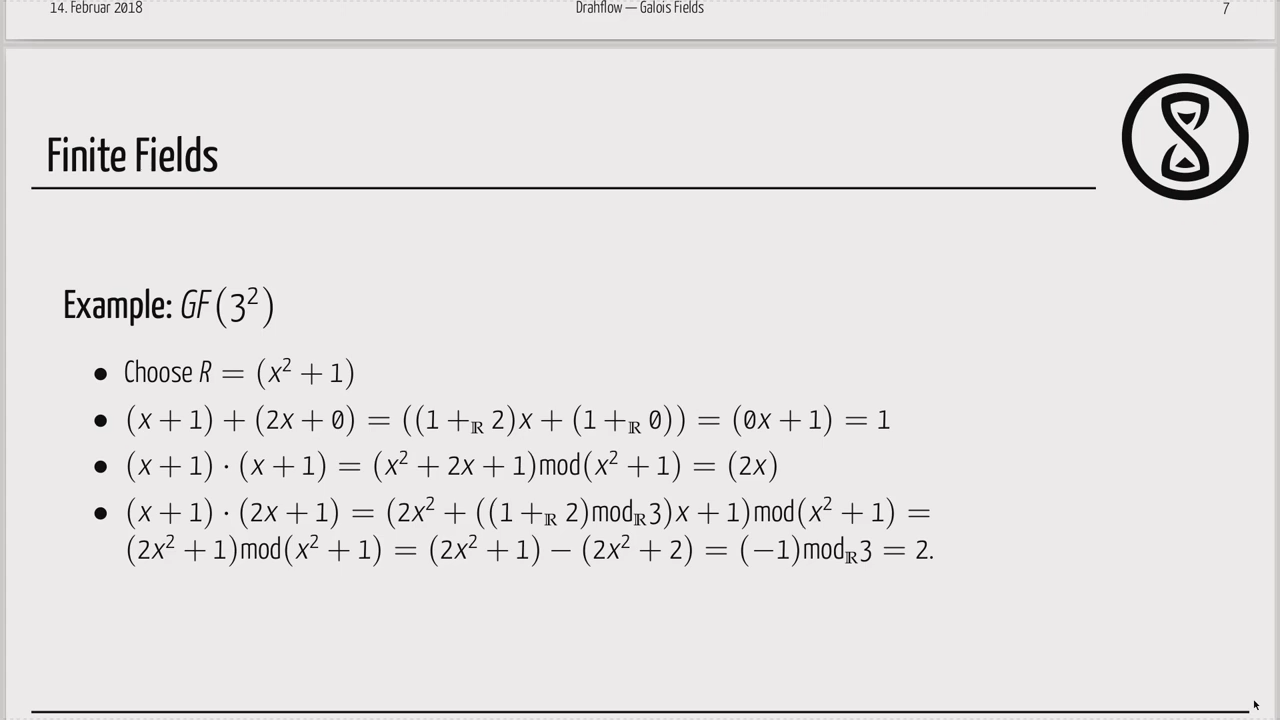 14. Februar 2018 Drahflow — Galois Fields 7
Finite Fields
Example: GF(3²)
● Choose R = (x² + 1)
● (x + 1) + (2x + 0) = ((1 +ℝ 2)x + (1 +ℝ 0)) = (0x + 1) = 1
● (x + 1) · (x + 1) = (x² + 2x + 1)mod(x² + 1) = (2x)
● (x + 1) · (2x + 1) = (2x² + ((1 +ℝ 2)modℝ3)x + 1)mod(x² + 1) =
(2x² + 1)mod(x² + 1) = (2x² + 1) − (2x² + 2) = (−1)modℝ3 = 2.